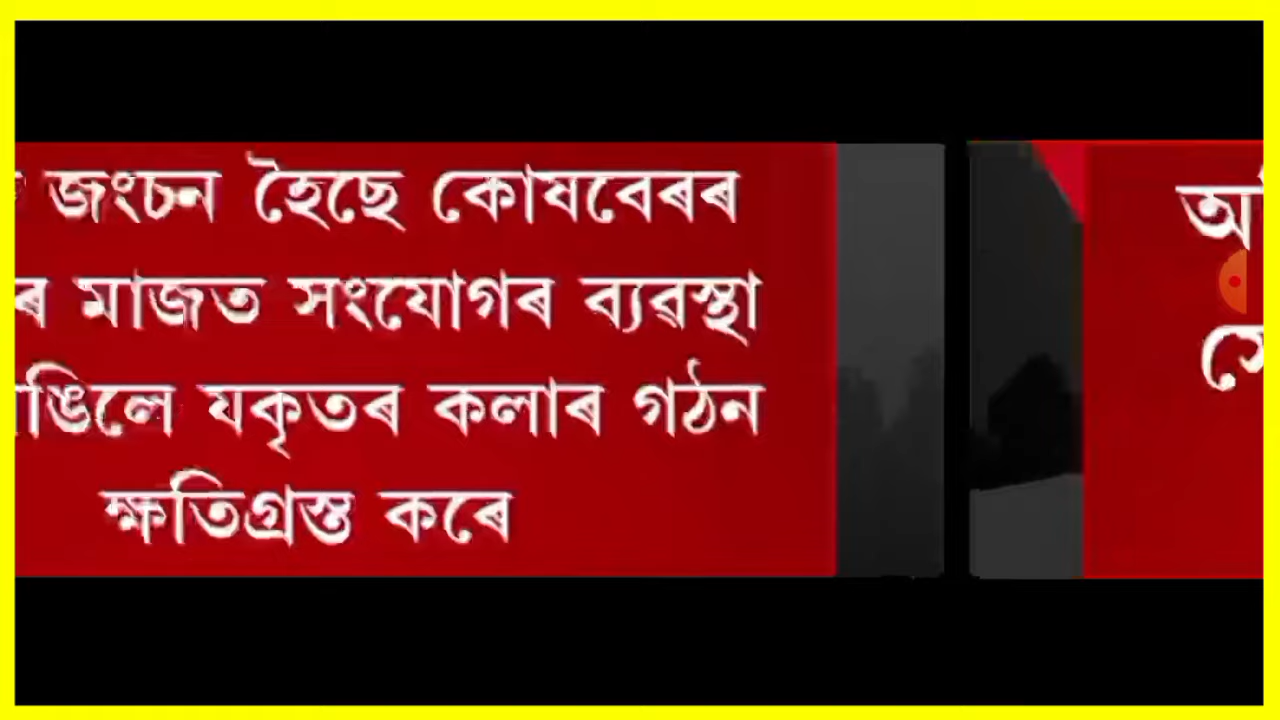 জংচন হৈছে কোষবেৰৰ
মাজত সংযোগৰ ব্যৱস্থা
যকৃতৰ কলাৰ গঠন
ক্ষতিগ্ৰস্ত কৰে